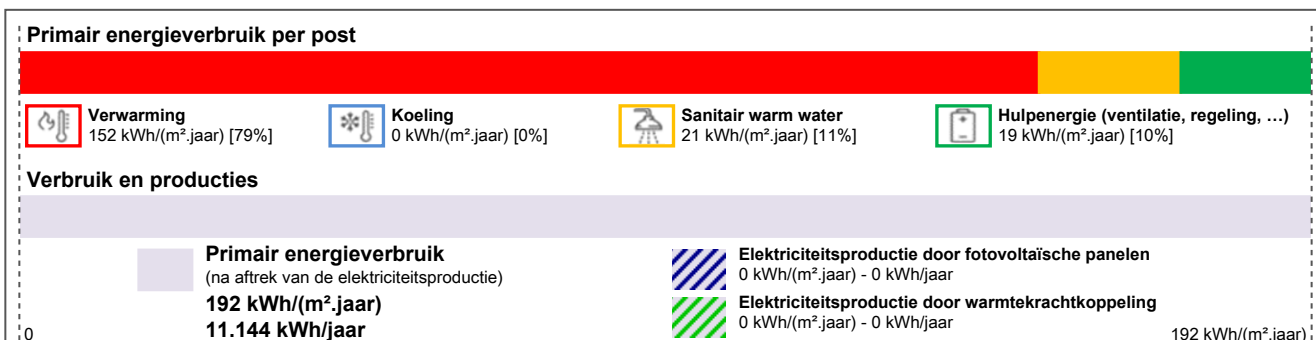 Primair energieverbruik per post
Verwarming
152 kWh/(m².jaar) [79%]
Koeling
0 kWh/(m².jaar) [0%]
Sanitair warm water
21 kWh/(m².jaar) [11%]
Hulpenergie (ventilatie, regeling, …)
19 kWh/(m².jaar) [10%]
Verbruik en producties
Primair energieverbruik
(na aftrek van de elektriciteitsproductie)
192 kWh/(m².jaar)
11.144 kWh/jaar
Elektriciteitsproductie door fotovoltaïsche panelen
0 kWh/(m².jaar) - 0 kWh/jaar
Elektriciteitsproductie door warmtekrachtkoppeling
0 kWh/(m².jaar) - 0 kWh/jaar
0
192 kWh/(m².jaar)